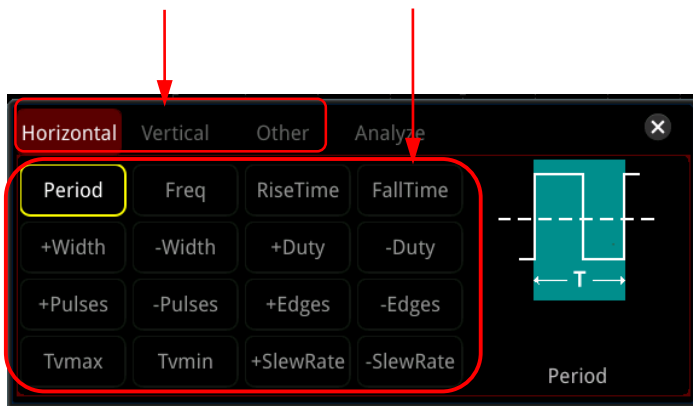 Horizontal Vertical Other Analyze
Period Freq RiseTime FallTime
+Width -Width +Duty -Duty
+Pulses -Pulses +Edges -Edges
Tvmax Tvmin +SlewRate -SlewRate
T
Period